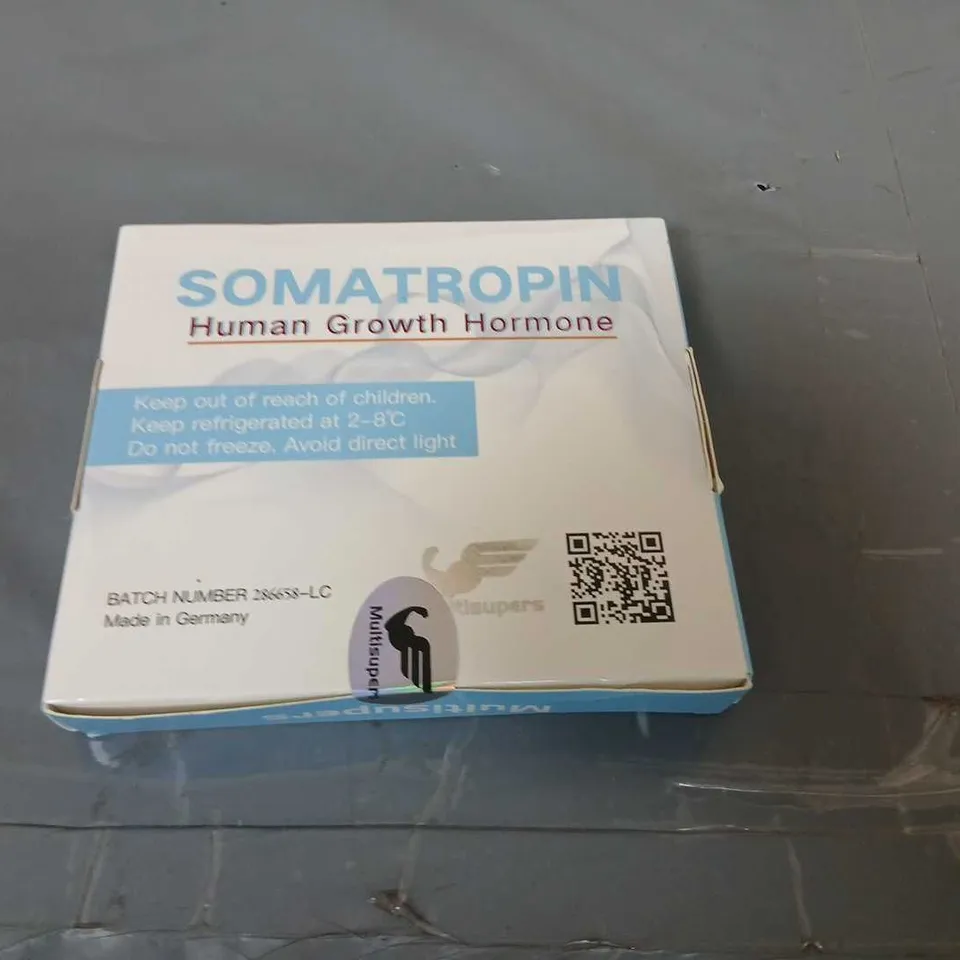 SOMATROPIN
Human Growth Hormone
Keep out of reach of children.
Keep refrigerated at 2-8℃
Do not freeze. Avoid direct light
BATCH NUMBER 286658-LC
Made in Germany
Multisupers
Multisupers